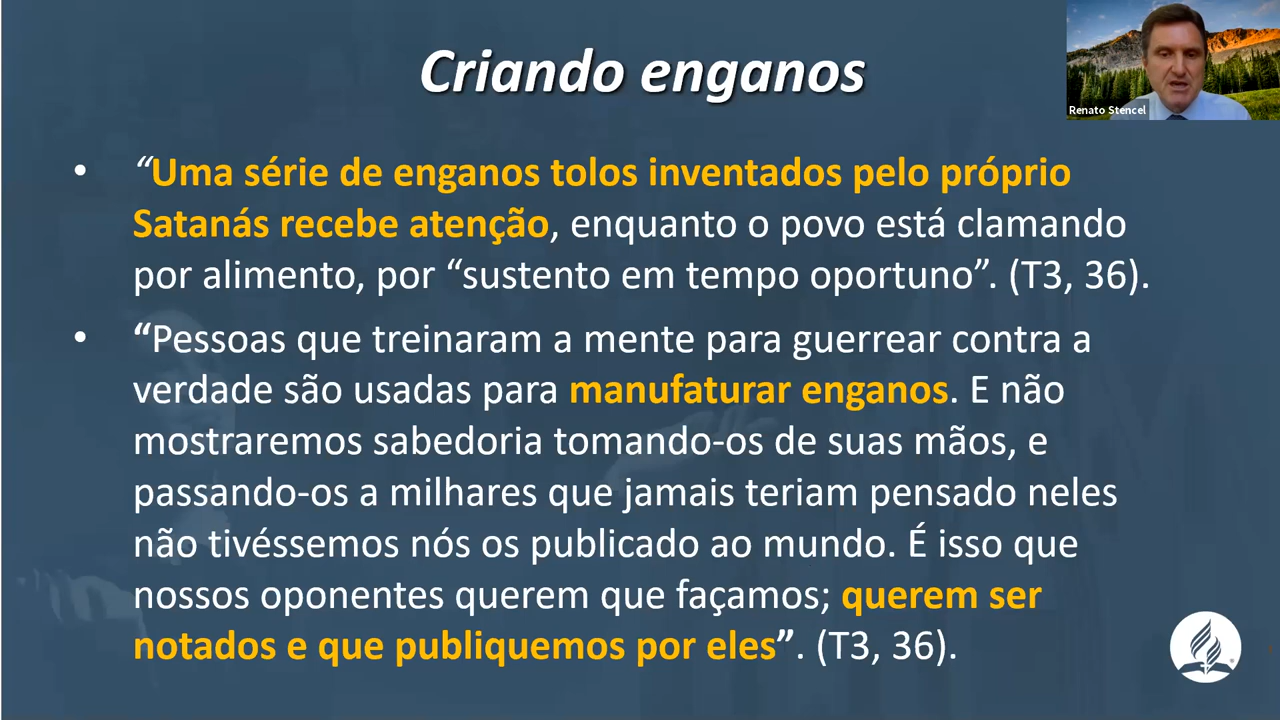 Criando enganos
Renato Stencel
• “Uma série de enganos tolos inventados pelo próprio
Satanás recebe atenção, enquanto o povo está clamando
por alimento, por “sustento em tempo oportuno”. (T3, 36).
• “Pessoas que treinaram a mente para guerrear contra a
verdade são usadas para manufaturar enganos. E não
mostraremos sabedoria tomando-os de suas mãos, e
passando-os a milhares que jamais teriam pensado neles
não tivéssemos nós os publicado ao mundo. É isso que
nossos oponentes querem que façamos; querem ser
notados e que publiquemos por eles”. (T3, 36).